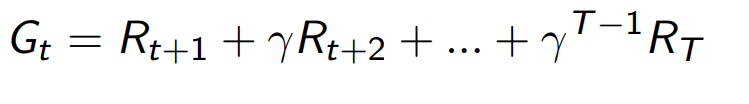 G_t = R_{t+1} + γR_{t+2} + ... + γ^{T−1}R_T